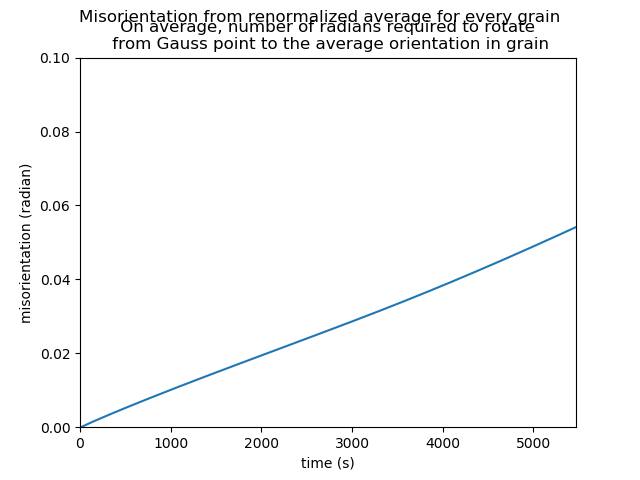 Misorientation from renormalized average for every grain
On average, number of radians required to rotate
from Gauss point to the average orientation in grain
0.10
0.08
0.06
0.04
0.02
0.00
misorientation (radian)
0 1000 2000 3000 4000 5000
time (s)